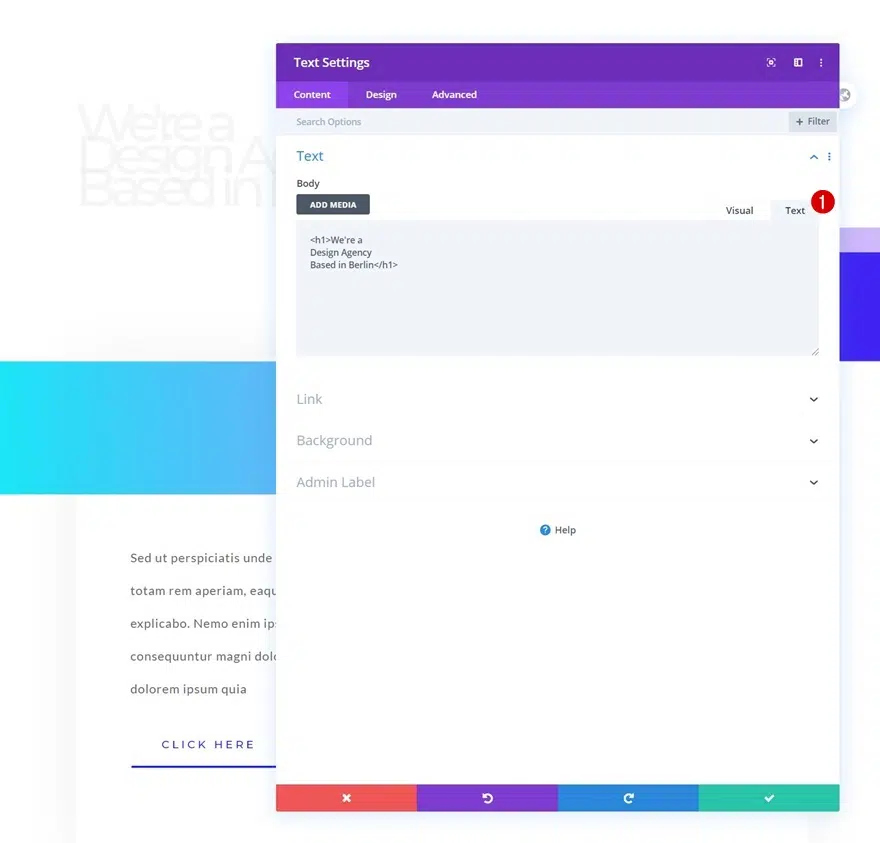 Text Settings
Content Design Advanced
Search Options
+ Filter
We're a
Design Ag
Based in
Text
Body
ADD MEDIA
Visual Text 1
<h1>We're a
Design Agency
Based in Berlin</h1>
Link
Background
Admin Label
? Help
Sed ut perspiciatis unde
totam rem aperiam, eaqu
explicabo. Nemo enim ips
consequuntur magni dolo
dolorem ipsum quia
CLICK HERE